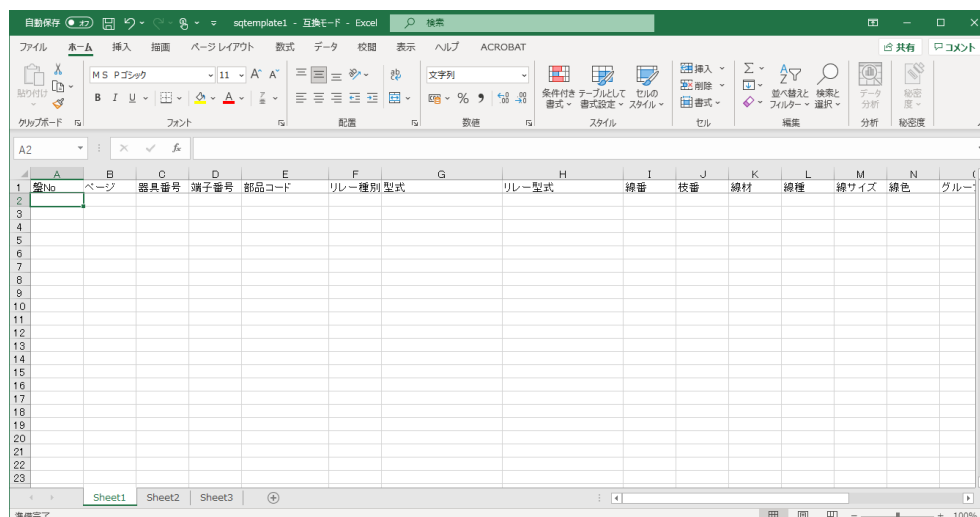 自動保存 オフ sqtemplate1 - 互換モード - Excel 検索
ファイル ホーム 挿入 描画 ページ レイアウト 数式 データ 校閲 表示 ヘルプ ACROBAT 共有 コメント
貼り付け MS Pゴシック 11 文字列 条件付き書式 テーブルとして書式設定 セルのスタイル 挿入 削除 書式 並べ替えと フィルター 検索と 選択 データ 分析 秘密度
B I U
クリップボード フォント 配置 数値 スタイル セル 編集 分析 秘密度
A2 fx
A B C D E F G H I J K L M N
1 盤No ページ 器具番号 端子番号 部品コード リレー種別 型式 リレー型式 線番 枝番 線材 線種 線サイズ 線色
2
3
4
5
6
7
8
9
10
11
12
13
14
15
16
17
18
19
20
21
22
23
Sheet1 Sheet2 Sheet3
準備完了 100%